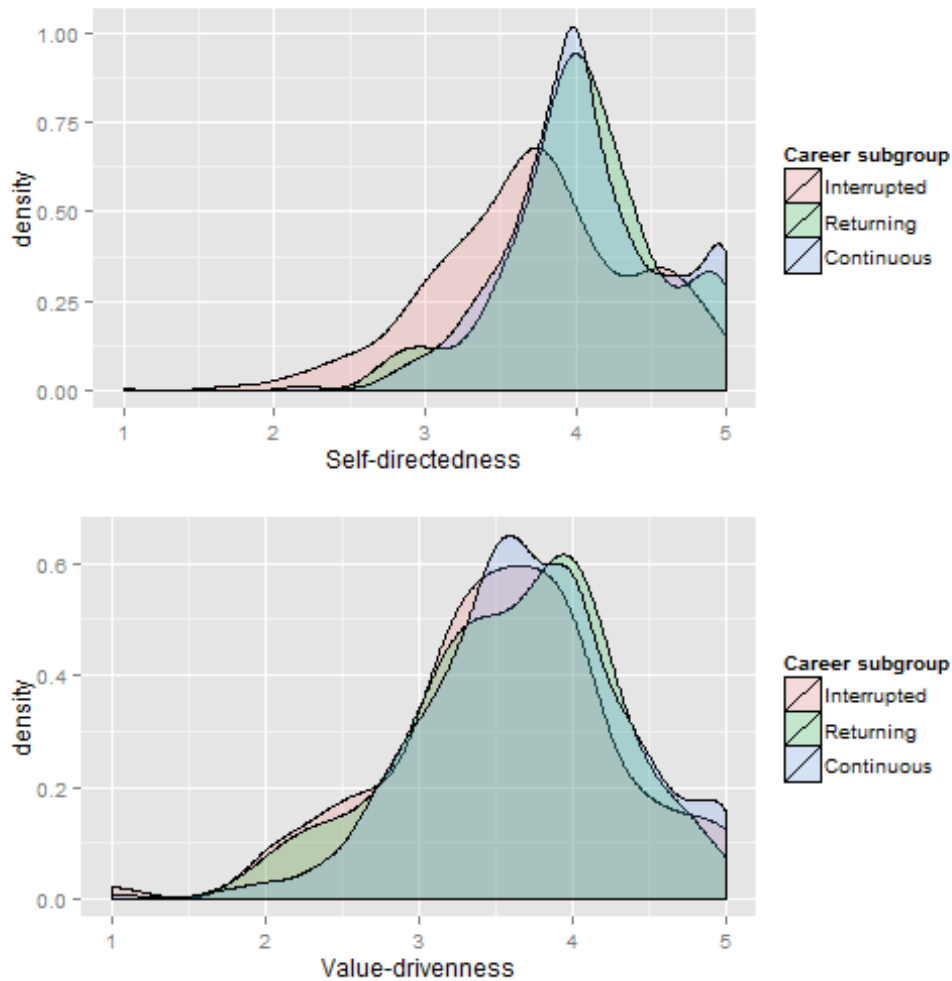 1.00
0.75
0.50
0.25
0.00
density
1 2 3 4 5
Self-directedness
Career subgroup
Interrupted
Returning
Continuous
0.6
0.4
0.2
0.0
density
1 2 3 4 5
Value-drivenness
Career subgroup
Interrupted
Returning
Continuous